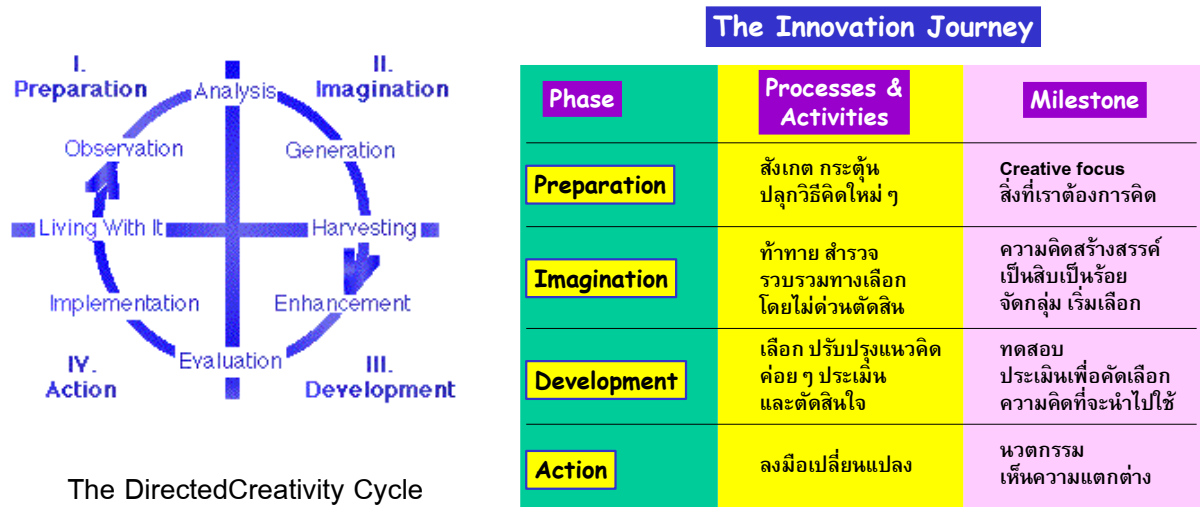 I.
Preparation
II.
Imagination
Analysis
Observation
Generation
Living With It
Harvesting
Implementation
Enhancement
Evaluation
IV.
Action
III.
Development
The DirectedCreativity Cycle
The Innovation Journey
Phase
Processes &
Activities
Milestone
Preparation
สังเกต กระตุ้น
ปลุกวิธีคิดใหม่ ๆ
Creative focus
สิ่งที่เราต้องการคิด
Imagination
ท้าทาย สำรวจ
รวบรวมทางเลือก
โดยไม่ด่วนตัดสิน
ความคิดสร้างสรรค์
เป็นสิบเป็นร้อย
จัดกลุ่ม เริ่มเลือก
Development
เลือก ปรับปรุงแหวคิด
ค่อย ๆ ประเมิน
และตัดสินใจ
ทดสอบ
ประเมินเพื่อคัดเลือก
ความคิดที่จะนำไปใช้
Action
ลงมือเปลี่ยนแปลง
นวตกรรม
เห็นความแตกต่าง